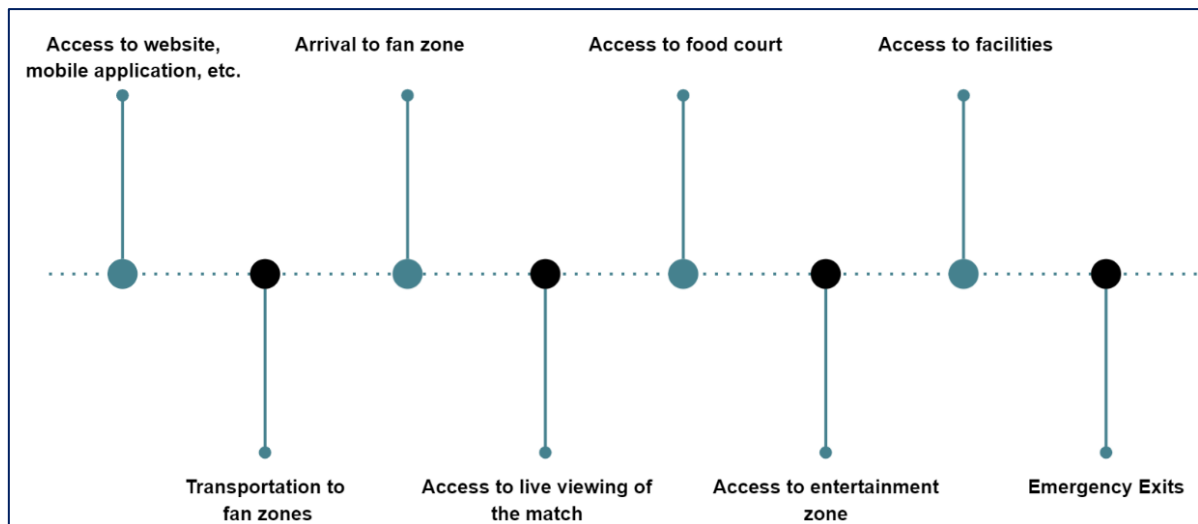 Access to website,
mobile application, etc.
Arrival to fan zone
Access to food court
Access to facilities
Transportation to
fan zones
Access to live viewing of
the match
Access to entertainment
zone
Emergency Exits